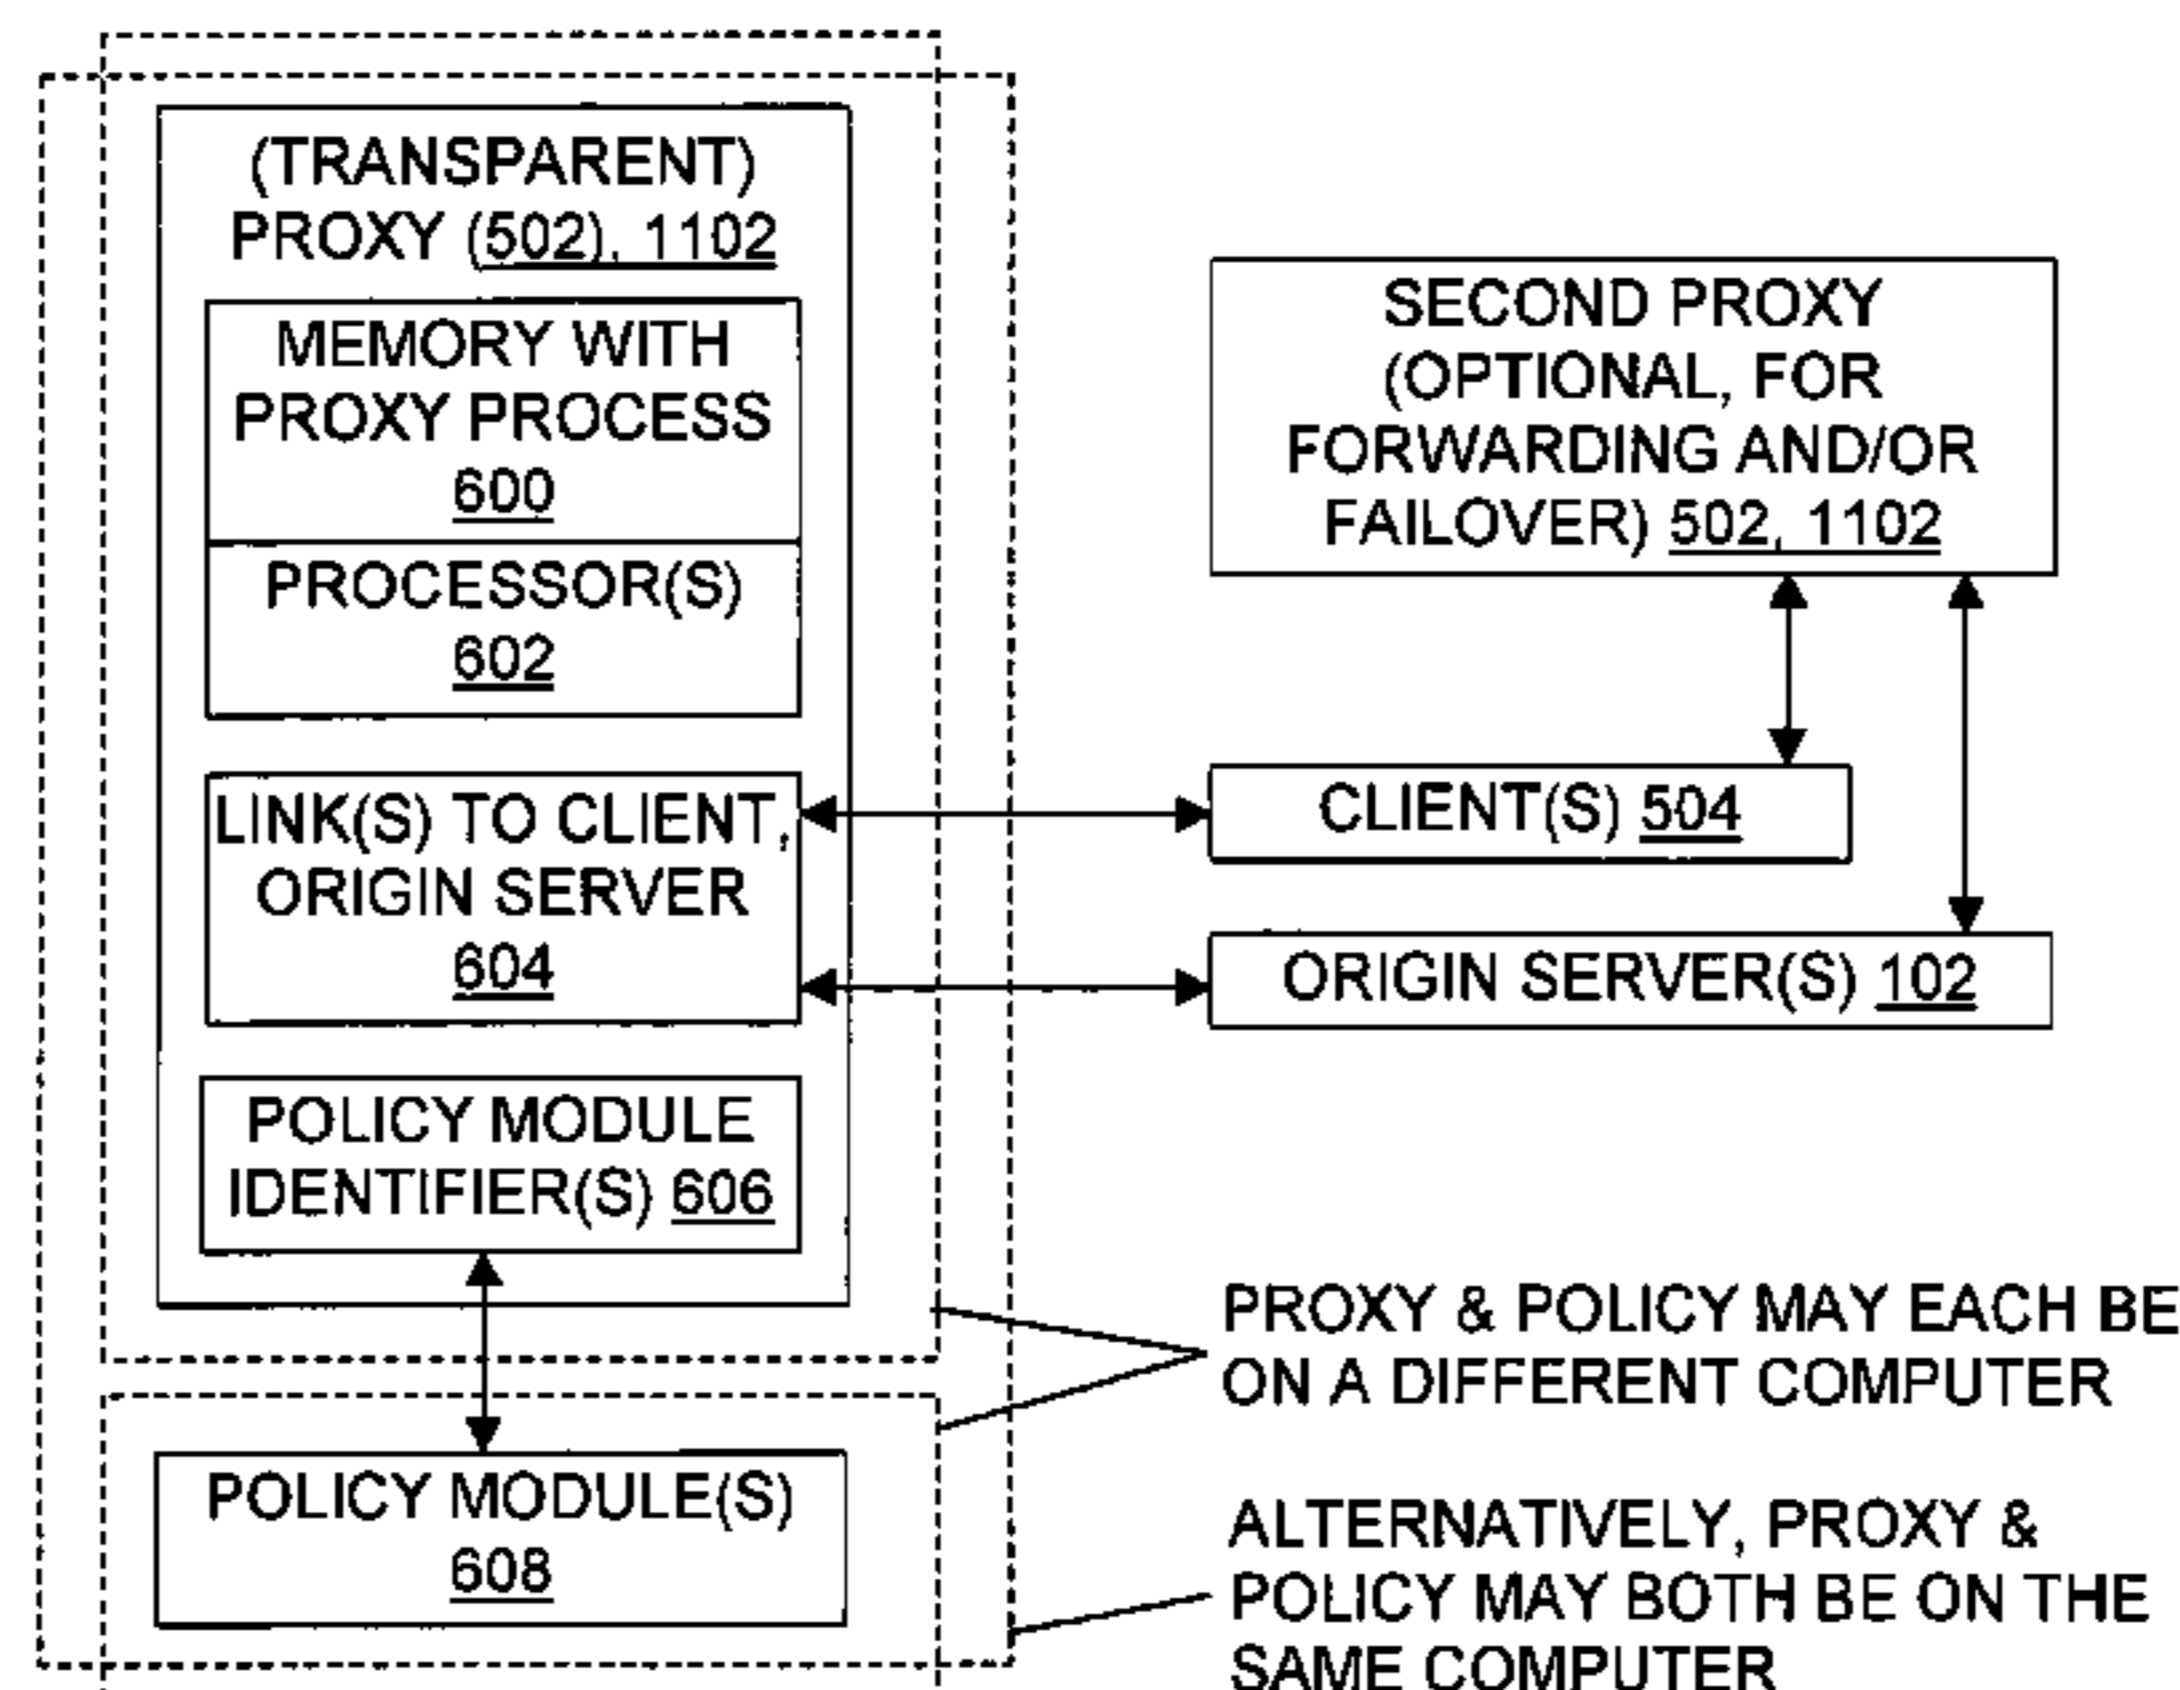 (TRANSPARENT)
PROXY (502), 1102
MEMORY WITH
PROXY PROCESS
600
PROCESSOR(S)
602
LINK(S) TO CLIENT,
ORIGIN SERVER
604
POLICY MODULE
IDENTIFIER(S) 606
POLICY MODULE(S)
608
SECOND PROXY
(OPTIONAL, FOR
FORWARDING AND/OR
FAILOVER) 502, 1102
CLIENT(S) 504
ORIGIN SERVER(S) 102
PROXY & POLICY MAY EACH BE
ON A DIFFERENT COMPUTER
ALTERNATIVELY, PROXY &
POLICY MAY BOTH BE ON THE
SAME COMPUTER